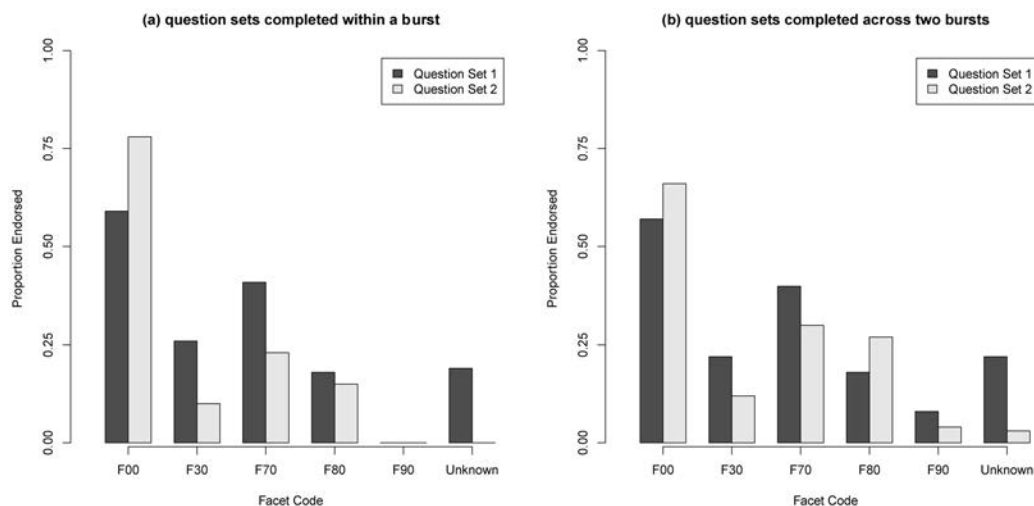 (a) question sets completed within a burst
Question Set 1
Question Set 2
Proportion Endorsed
1.00
0.75
0.50
0.25
0.00
F00 F30 F70 F80 F90 Unknown
Facet Code
(b) question sets completed across two bursts
Question Set 1
Question Set 2
Proportion Endorsed
1.00
0.75
0.50
0.25
0.00
F00 F30 F70 F80 F90 Unknown
Facet Code